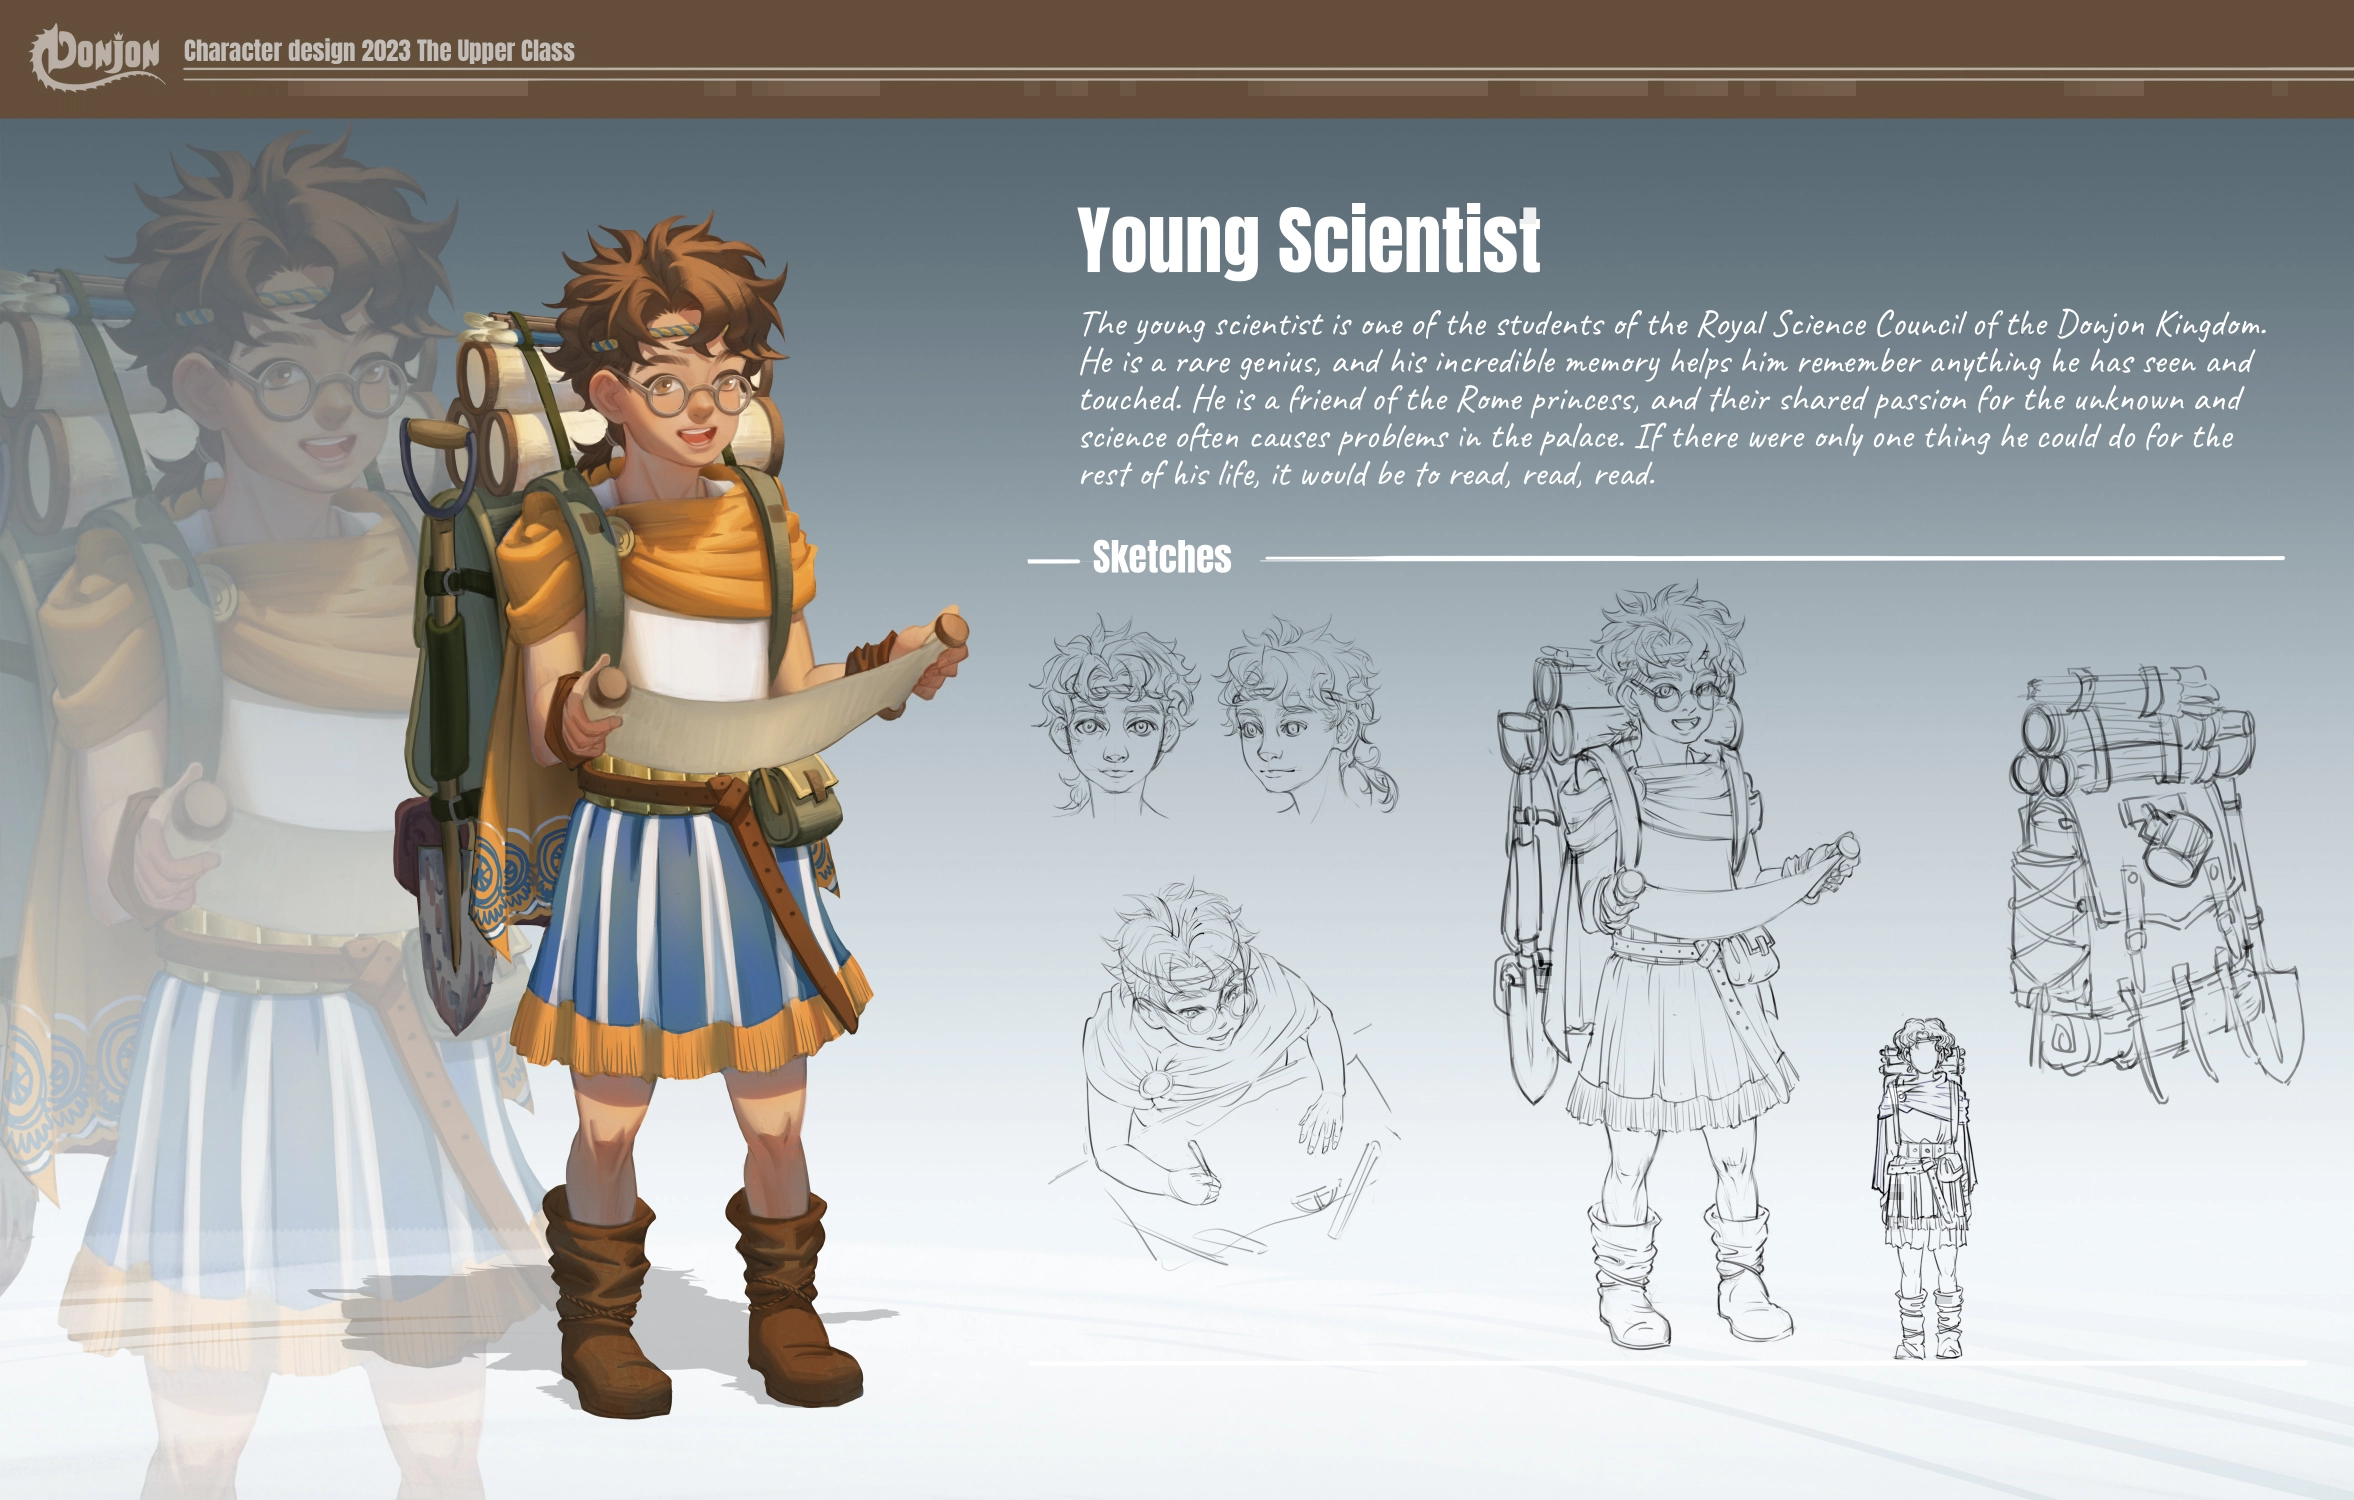 Donjon
Character design 2023 The Upper Class
Young Scientist
The young scientist is one of the students of the Royal Science Council of the Donjon Kingdom.
He is a rare genius, and his incredible memory helps him remember anything he has seen and
touched. He is a friend of the Rome princess, and their shared passion for the unknown and
science often causes problems in the palace. If there were only one thing he could do for the
rest of his life, it would be to read, read, read.
Sketches